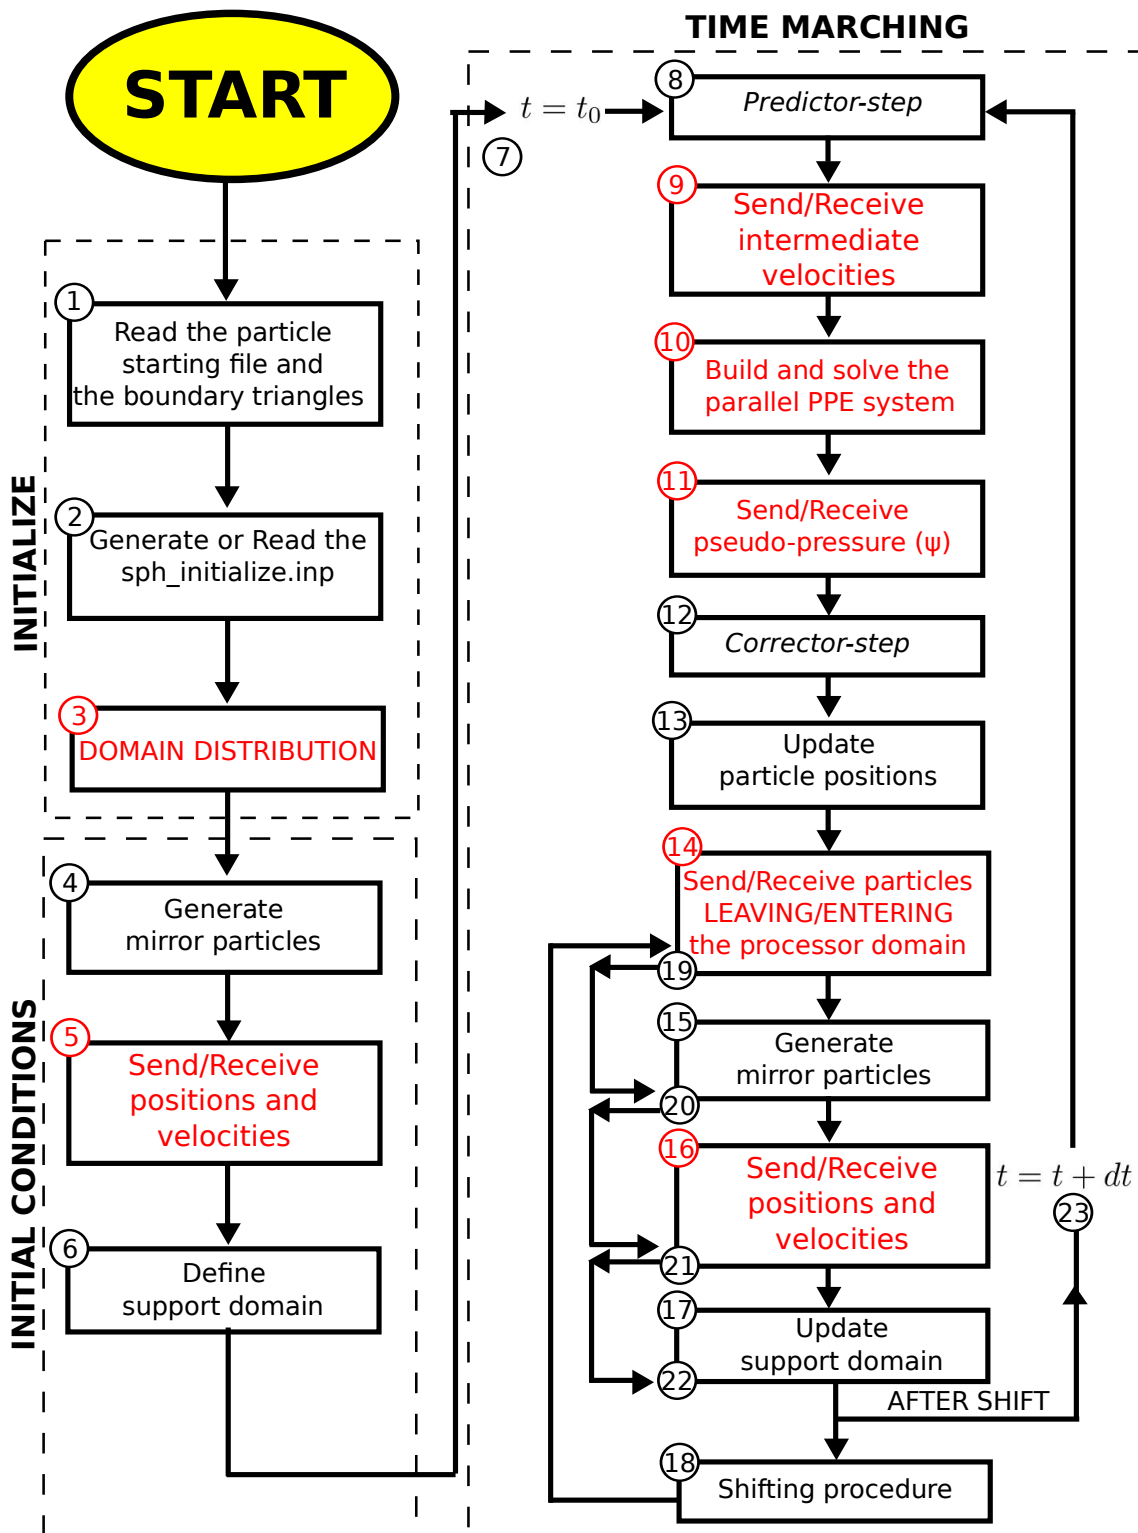 START
INITIALIZE
1
Read the particle
starting file and
the boundary triangles
2
Generate or Read the
sph_initialize.inp
3
DOMAIN DISTRIBUTION
INITIAL CONDITIONS
4
Generate
mirror particles
5
Send/Receive
positions and
velocities
6
Define
support domain
TIME MARCHING
t = t₀
7
8
Predictor-step
9
Send/Receive
intermediate
velocities
10
Build and solve the
parallel PPE system
11
Send/Receive
pseudo-pressure (ψ)
12
Corrector-step
13
Update
particle positions
14
Send/Receive particles
LEAVING/ENTERING
the processor domain
19
15
Generate
mirror particles
20
16
Send/Receive
positions and
velocities
21
17
Update
support domain
22
AFTER SHIFT
18
Shifting procedure
t = t + dt
23